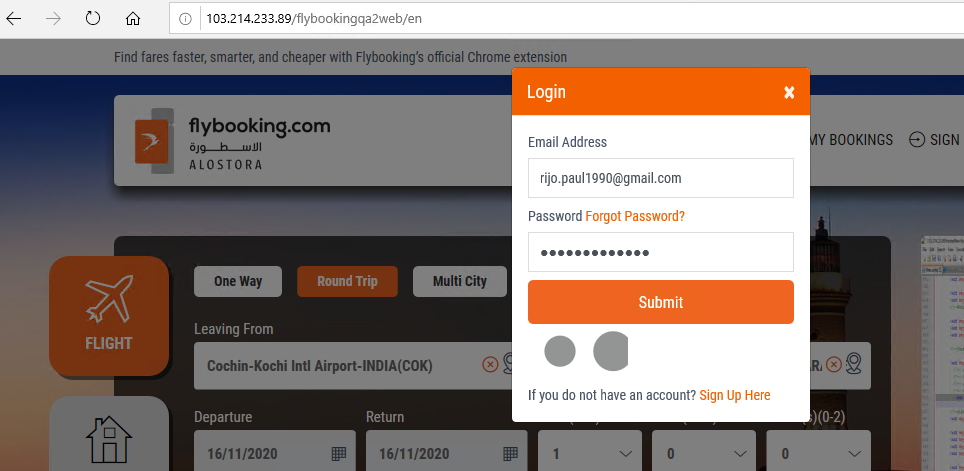 103.214.233.89/flybookingqa2web/en
Find fares faster, smarter, and cheaper with Flybooking's official Chrome extension
Login
flybooking.com
الاسطورة
ALOSTORA
MY BOOKINGS
SIGN
Email Address
rijo.paul1990@gmail.com
Password Forgot Password?
•••••••••••••
One Way
Round Trip
Multi City
Submit
FLIGHT
Leaving From
Cochin-Kochi Intl Airport-INDIA(COK)
If you do not have an account? Sign Up Here
Departure
Return
)(0-2)
16/11/2020
16/11/2020
1
0
0